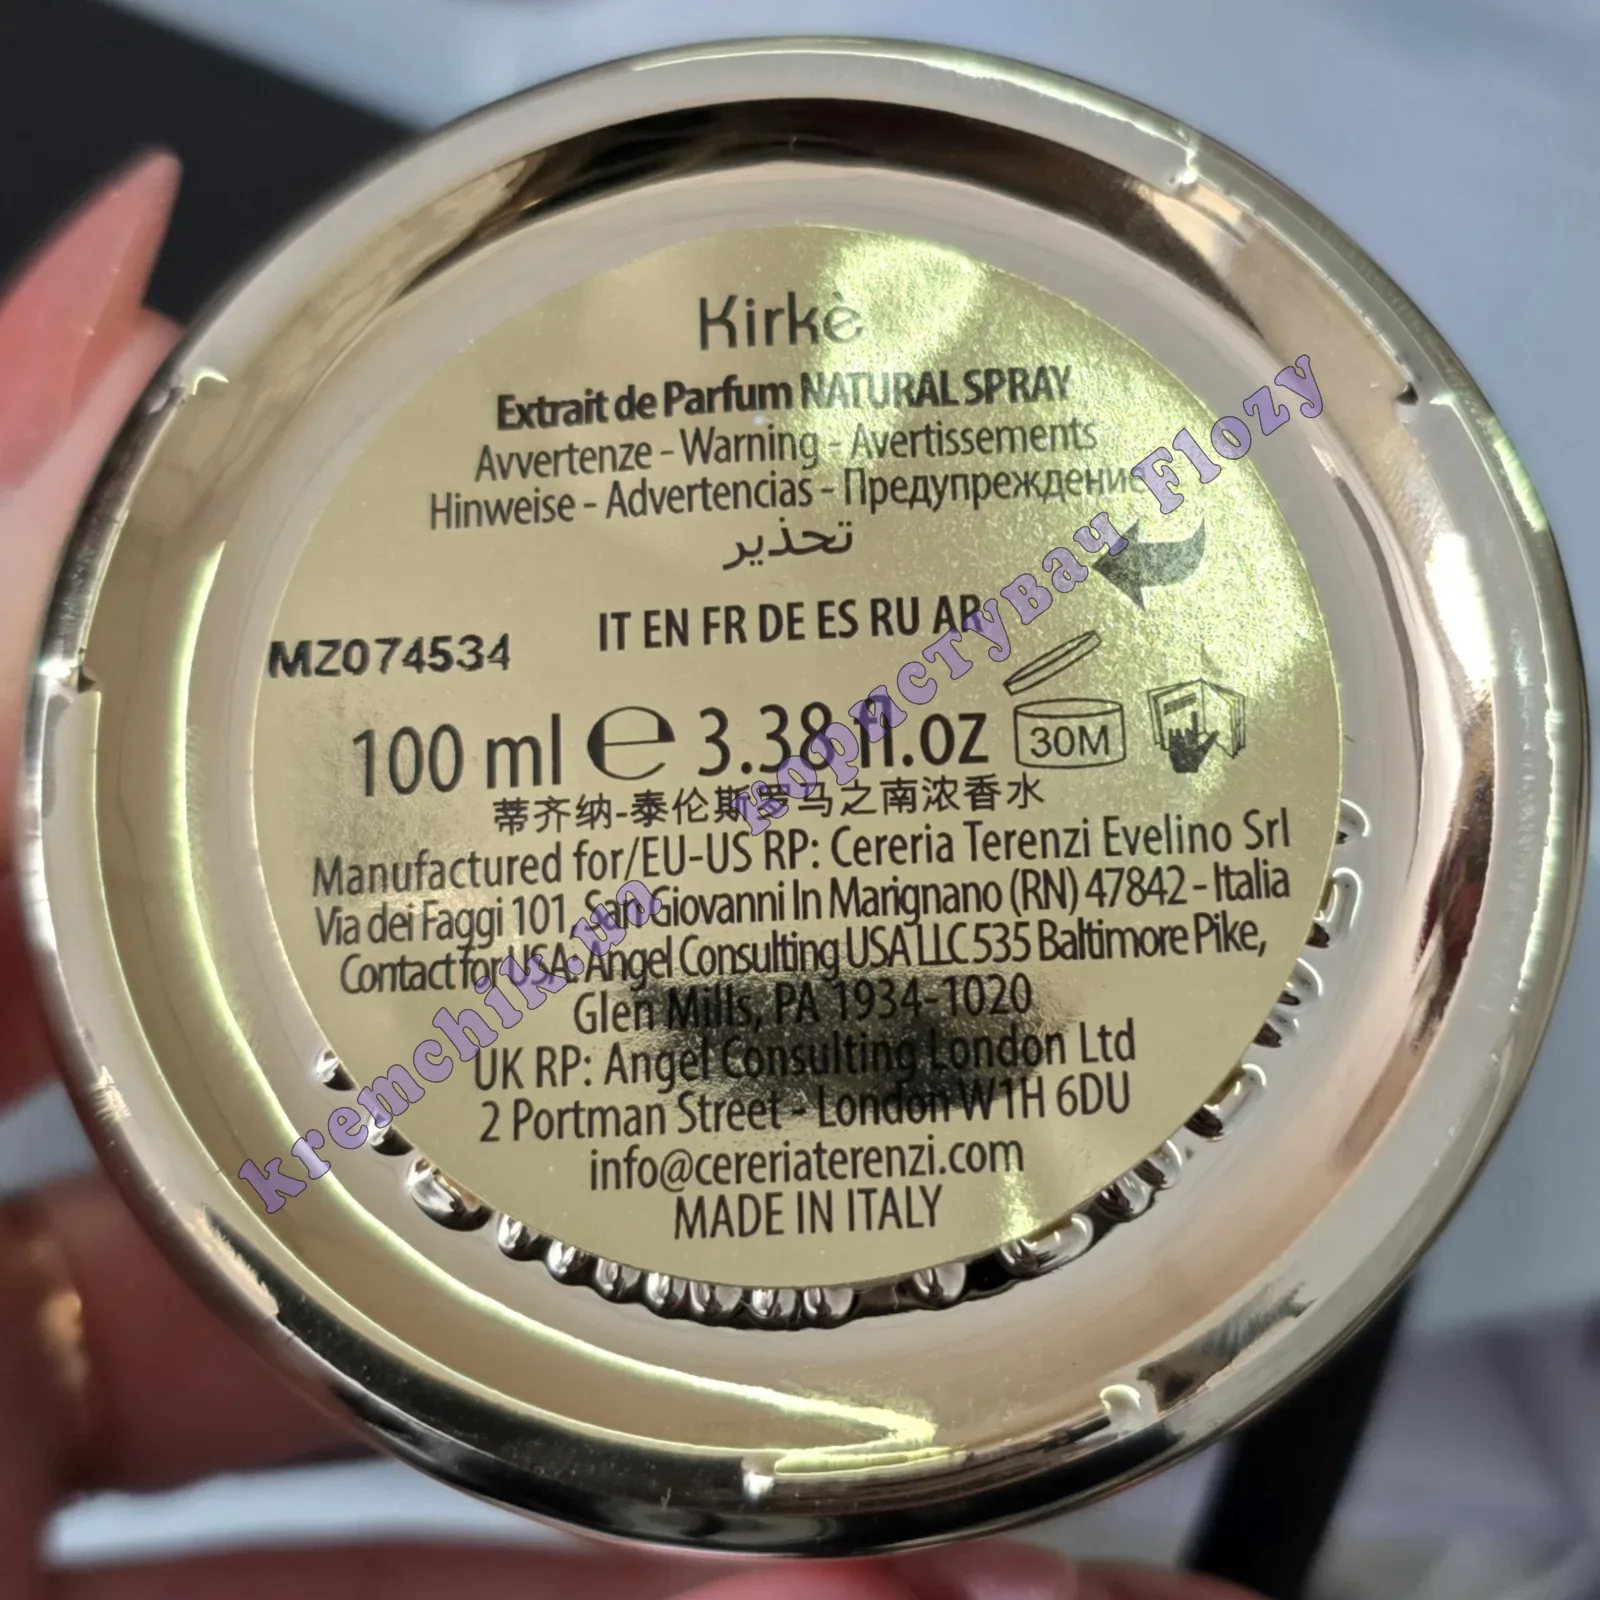 Kirkè
Extrait de Parfum NATURAL SPRAY
Avvertenze - Warning - Avertissements
Hinweise - Advertencias - Предупреждение
تحذير
IT EN FR DE ES RU AR
MZ074534
100 ml e 3.38 fl.oz
30M
蒂齐纳-泰伦斯罗马之南浓香水
Manufactured for/EU-US RP: Cereria Terenzi Evelino Srl
Via dei Faggi 101, San Giovanni In Marignano (RN) 47842 - Italia
Contact for USA: Angel Consulting USA LLC 535 Baltimore Pike,
Glen Mills, PA 1934-1020
UK RP: Angel Consulting London Ltd
2 Portman Street - London W1H 6DU
info@cereriaterenzi.com
MADE IN ITALY
kremchik.ua користувач Flozy